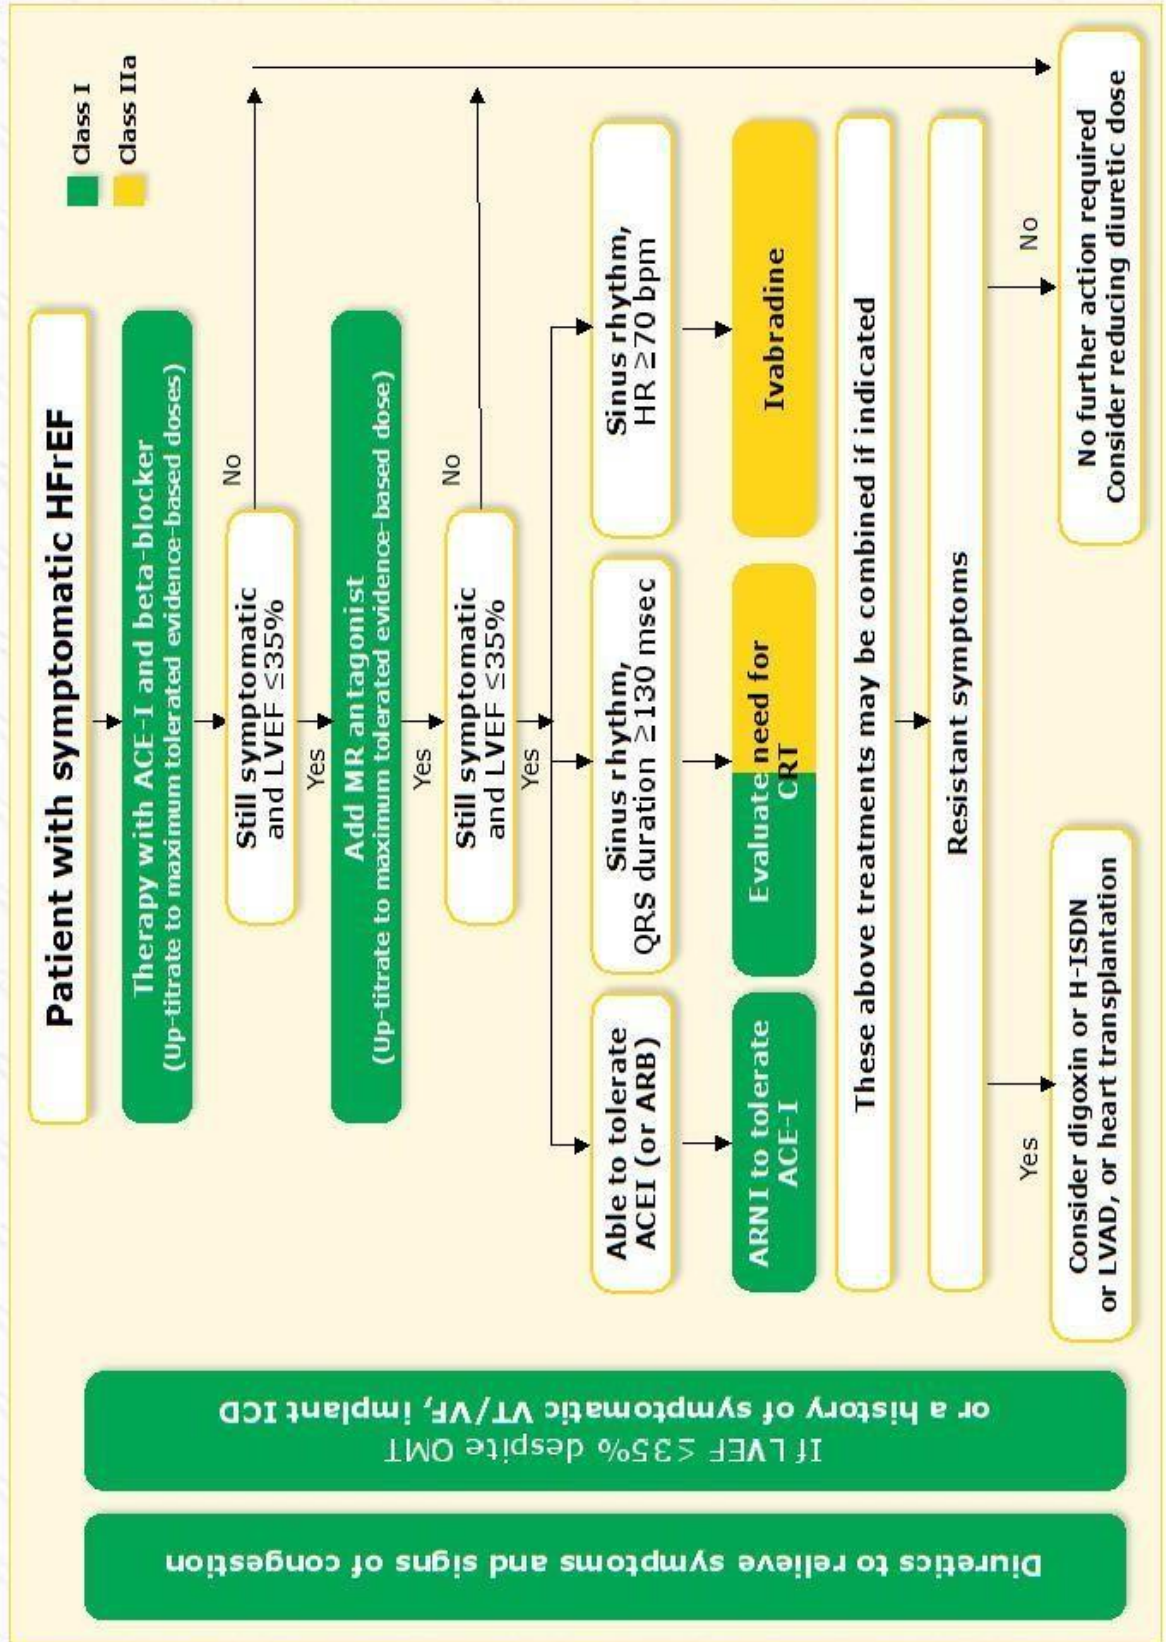 Class I
Class IIa
Patient with symptomatic HFrEF
Therapy with ACE-I and beta-blocker
(Up-titrate to maximum tolerated evidence-based doses)
Still symptomatic
and LVEF ≤35%
No
Yes
Add MR antagonist
(Up-titrate to maximum tolerated evidence-based dose)
Yes
Still symptomatic
and LVEF ≤35%
No
Yes
Able to tolerate
ACEI (or ARB)
Sinus rhythm,
QRS duration ≥130 msec
Sinus rhythm,
HR ≥70 bpm
ARNI to tolerate
ACE-I
Evaluate need for
CRT
Ivabradine
These above treatments may be combined if indicated
Resistant symptoms
Yes
No
Consider digoxin or H-ISDN
or LVAD, or heart transplantation
No further action required
Consider reducing diuretic dose
If LVEF ≤35% despite OMT
or a history of symptomatic VT/VF, implant ICD
Diuretics to relieve symptoms and signs of congestion